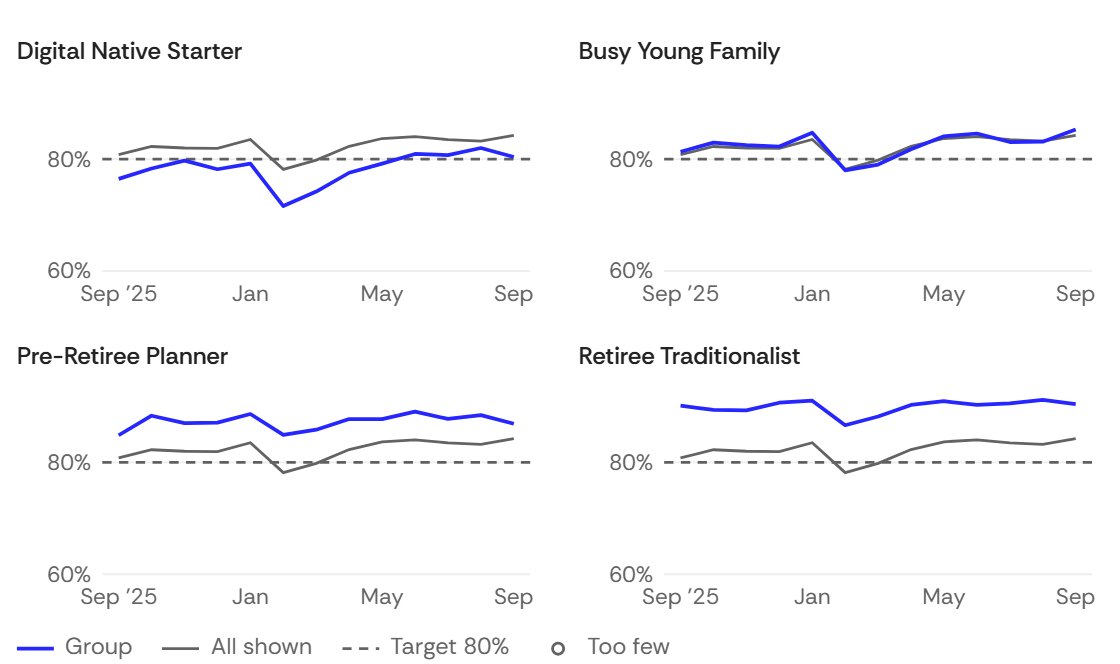 Digital Native Starter
80%
60%
Sep ’25 Jan May Sep
Busy Young Family
80%
60%
Sep ’25 Jan May Sep
Pre-Retiree Planner
80%
60%
Sep ’25 Jan May Sep
Retiree Traditionalist
80%
60%
Sep ’25 Jan May Sep
Group All shown Target 80% Too few